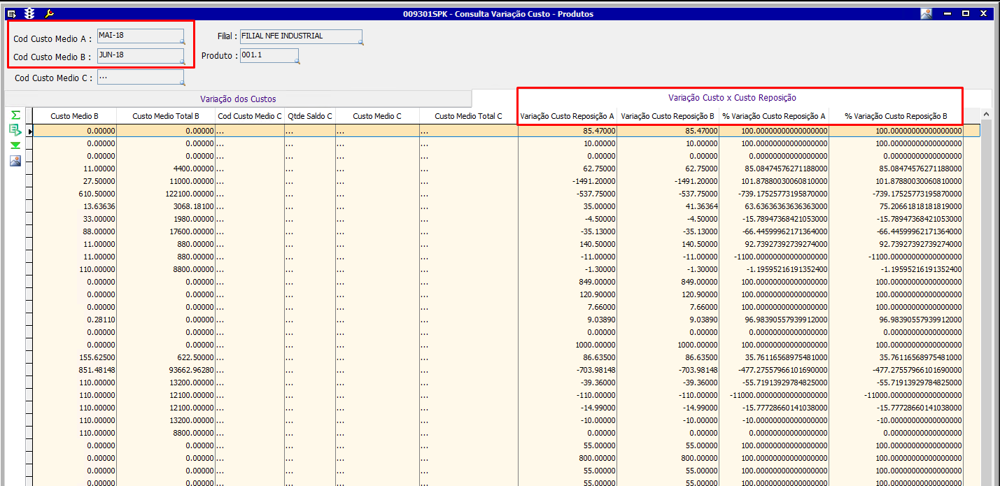 009301SPK - Consulta Variação Custo - Produtos
Cod Custo Medio A : MAI-18 Filial : FILIAL NFE INDUSTRIAL
Cod Custo Medio B : JUN-18 Produto : 001.1
Cod Custo Medio C : ...
Variação dos Custos Variação Custo x Custo Reposição
Custo Medio B Custo Medio Total B Cod Custo Medio C Qtde Saldo C Custo Medio C Custo Medio Total C Variação Custo Reposição A Variação Custo Reposição B % Variação Custo Reposição A % Variação Custo Reposição B
0.00000 0.00000 ... ... ... ... 85.47000 85.47000 100.00000000000000000 100.00000000000000000
0.00000 0.00000 ... ... ... ... 10.00000 10.00000 100.00000000000000000 100.00000000000000000
0.00000 0.00000 ... ... ... ... 0.00000 0.00000 0.00000000000000000 0.00000000000000000
11.00000 4400.00000 ... ... ... ... 62.75000 62.75000 85.08474576271188000 85.08474576271188000
27.50000 11000.00000 ... ... ... ... -1491.20000 -1491.20000 101.87880030060810000 101.87880030060810000
610.50000 122100.00000 ... ... ... ... -537.75000 -537.75000 -739.17525773195870000 -739.17525773195870000
13.63636 3068.18100 ... ... ... ... 35.00000 41.36364 63.63636363636363000 75.20661818181819000
33.00000 1980.00000 ... ... ... ... -4.50000 -4.50000 -15.78947368421053000 -15.78947368421053000
88.00000 17600.00000 ... ... ... ... -35.13000 -35.13000 -66.44599962171364000 -66.44599962171364000
11.00000 880.00000 ... ... ... ... 140.50000 140.50000 92.73927392739274000 92.73927392739274000
11.00000 880.00000 ... ... ... ... -11.00000 -11.00000 -1100.00000000000000000 -1100.00000000000000000
110.00000 8800.00000 ... ... ... ... -1.30000 -1.30000 -1.19595216191352400 -1.19595216191352400
0.00000 0.00000 ... ... ... ... 849.00000 849.00000 100.00000000000000000 100.00000000000000000
0.00000 0.00000 ... ... ... ... 120.90000 120.90000 100.00000000000000000 100.00000000000000000
0.00000 0.00000 ... ... ... ... 7.66000 7.66000 100.00000000000000000 100.00000000000000000
0.28110 0.00000 ... ... ... ... 9.03890 9.03890 96.98390557939912000 96.98390557939912000
0.00000 0.00000 ... ... ... ... 0.00000 0.00000 0.00000000000000000 0.00000000000000000
0.00000 0.00000 ... ... ... ... 1000.00000 1000.00000 100.00000000000000000 100.00000000000000000
155.62500 622.50000 ... ... ... ... 86.63500 86.63500 35.76116568975481000 35.76116568975481000
851.48148 93662.96280 ... ... ... ... -703.98148 -703.98148 -477.27557966101690000 -477.27557966101690000
110.00000 13200.00000 ... ... ... ... -39.36000 -39.36000 -55.71913929784825000 -55.71913929784825000
110.00000 12100.00000 ... ... ... ... -110.00000 -110.00000 -11000.00000000000000000 -11000.00000000000000000
110.00000 12100.00000 ... ... ... ... -14.99000 -14.99000 -15.77728660141038000 -15.77728660141038000
110.00000 13200.00000 ... ... ... ... -10.00000 -10.00000 -10.00000000000000000 -10.00000000000000000
110.00000 8800.00000 ... ... ... ... 0.00000 0.00000 0.00000000000000000 0.00000000000000000
0.00000 0.00000 ... ... ... ... 55.00000 55.00000 100.00000000000000000 100.00000000000000000
0.00000 0.00000 ... ... ... ... 800.00000 800.00000 100.00000000000000000 100.00000000000000000
0.00000 0.00000 ... ... ... ... 55.00000 55.00000 100.00000000000000000 100.00000000000000000
0.00000 0.00000 ... ... ... ... 55.00000 55.00000 100.00000000000000000 100.00000000000000000